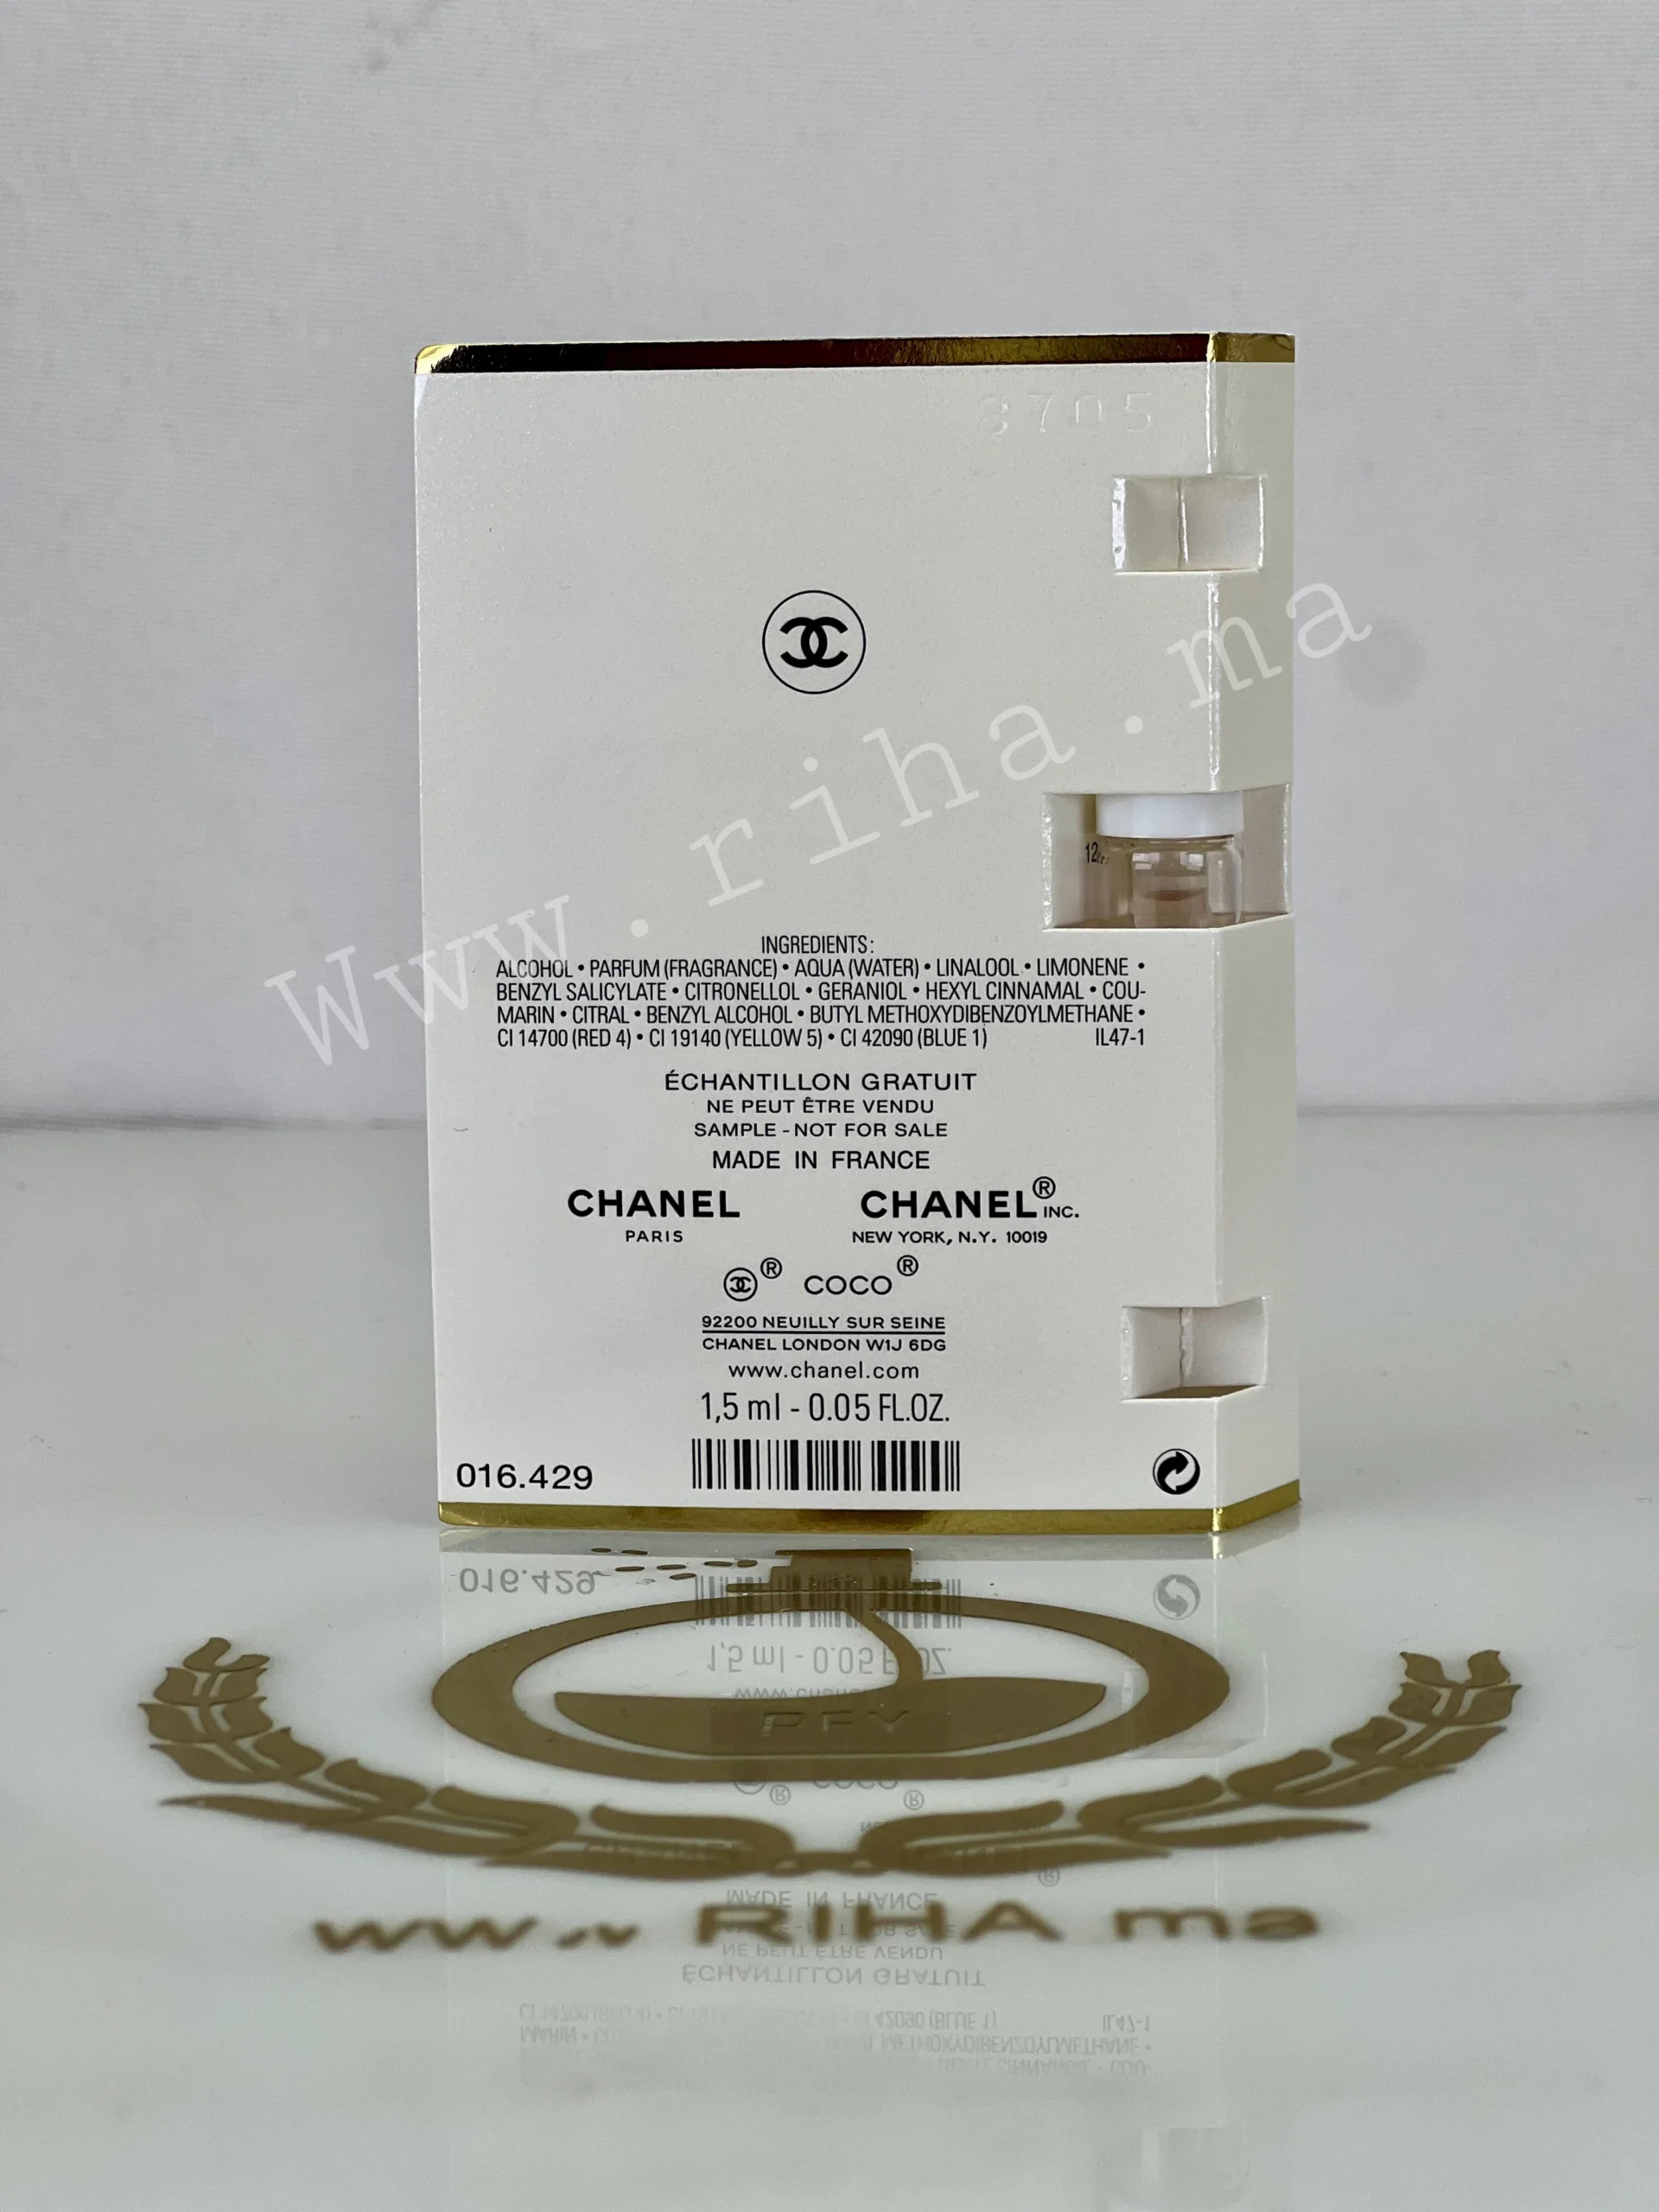 8705
www.riha.ma
12
INGREDIENTS:
ALCOHOL • PARFUM (FRAGRANCE) • AQUA (WATER) • LINALOOL • LIMONENE •
BENZYL SALICYLATE • CITRONELLOL • GERANIOL • HEXYL CINNAMAL • COU-
MARIN • CITRAL • BENZYL ALCOHOL • BUTYL METHOXYDIBENZOYLMETHANE •
CI 14700 (RED 4) • CI 19140 (YELLOW 5) • CI 42090 (BLUE 1) IL47-1
ÉCHANTILLON GRATUIT
NE PEUT ÊTRE VENDU
SAMPLE - NOT FOR SALE
MADE IN FRANCE
CHANEL CHANEL® INC.
PARIS NEW YORK, N.Y. 10019
® COCO®
92200 NEUILLY SUR SEINE
CHANEL LONDON W1J 6DG
www.chanel.com
1,5 ml - 0.05 FL.OZ.
016.429
PFY
www RIHA ma